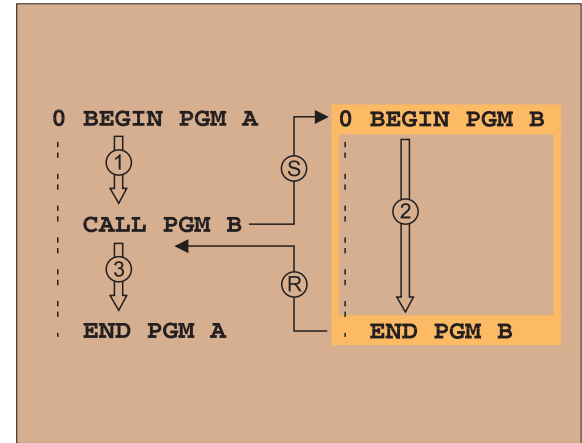 0 BEGIN PGM A
1
CALL PGM B
3
END PGM A
S
R
0 BEGIN PGM B
2
END PGM B